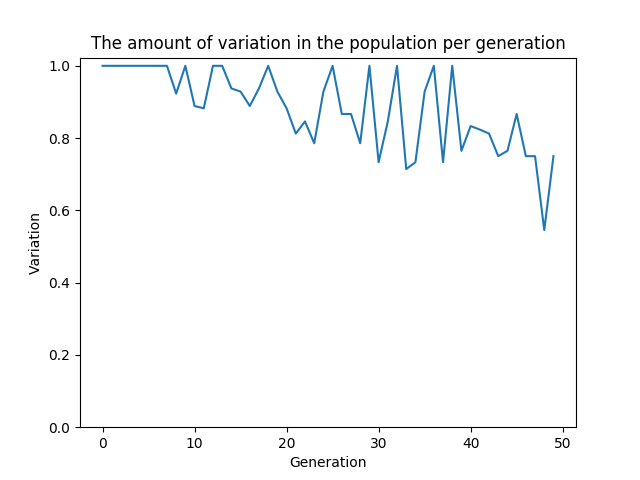 The amount of variation in the population per generation
1.0
0.8
0.6
0.4
0.2
0.0
Variation
0 10 20 30 40 50
Generation